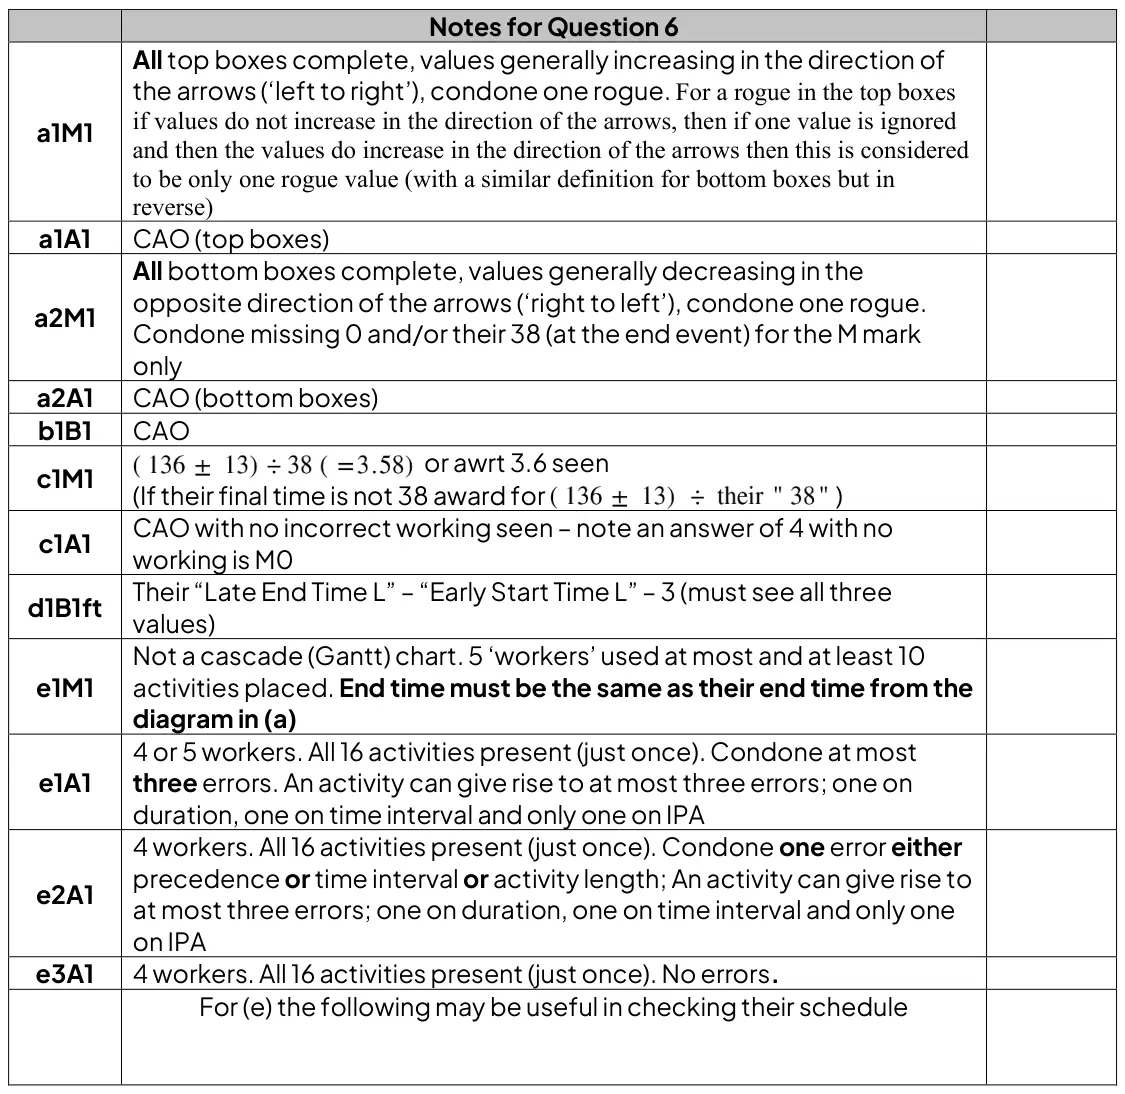 Notes for Question 6
a1M1
All top boxes complete, values generally increasing in the direction of
the arrows (‘left to right’), condone one rogue. For a rogue in the top boxes
if values do not increase in the direction of the arrows, then if one value is ignored
and then the values do increase in the direction of the arrows then this is considered
to be only one rogue value (with a similar definition for bottom boxes but in
reverse)
a1A1
CAO (top boxes)
a2M1
All bottom boxes complete, values generally decreasing in the
opposite direction of the arrows (‘right to left’), condone one rogue.
Condone missing 0 and/or their 38 (at the end event) for the M mark
only
a2A1
CAO (bottom boxes)
b1B1
CAO
c1M1
( 136 ± 13) ÷ 38 ( =3.58) or awrt 3.6 seen
(If their final time is not 38 award for ( 136 ± 13) ÷ their " 38 " )
c1A1
CAO with no incorrect working seen – note an answer of 4 with no
working is M0
d1B1ft
Their “Late End Time L” – “Early Start Time L” – 3 (must see all three
values)
e1M1
Not a cascade (Gantt) chart. 5 ‘workers’ used at most and at least 10
activities placed. End time must be the same as their end time from the
diagram in (a)
e1A1
4 or 5 workers. All 16 activities present (just once). Condone at most
three errors. An activity can give rise to at most three errors; one on
duration, one on time interval and only one on IPA
e2A1
4 workers. All 16 activities present (just once). Condone one error either
precedence or time interval or activity length; An activity can give rise to
at most three errors; one on duration, one on time interval and only one
on IPA
e3A1
4 workers. All 16 activities present (just once). No errors.
For (e) the following may be useful in checking their schedule